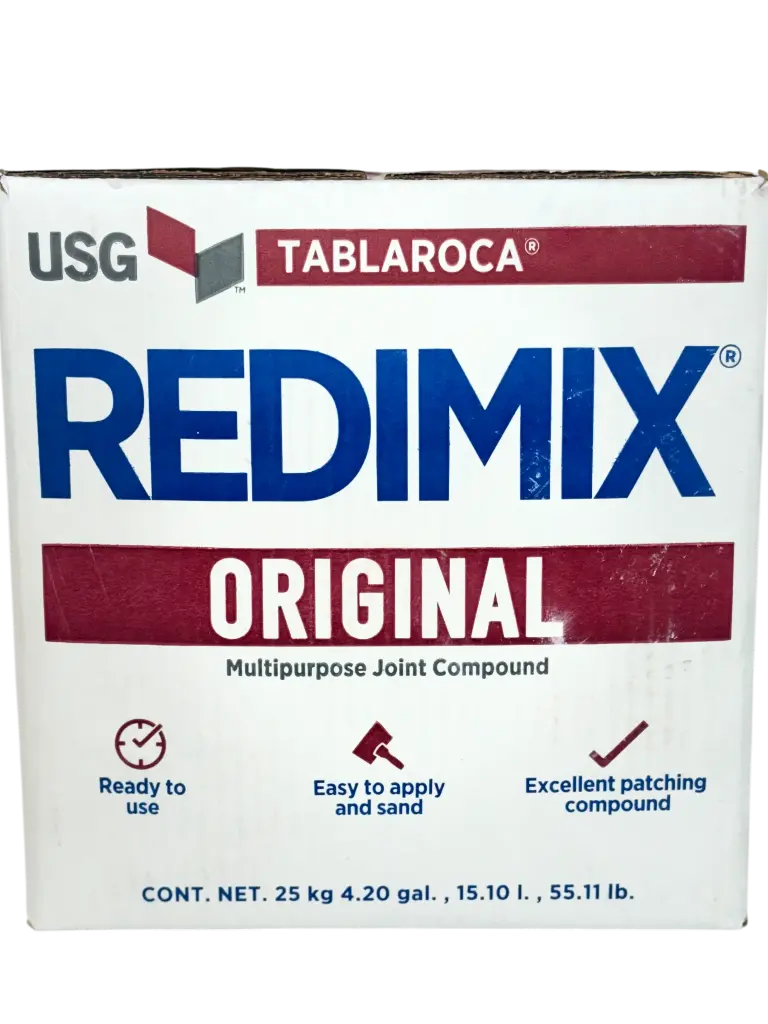 USG ™ TABLAROCA®
REDIMIX®
ORIGINAL
Multipurpose Joint Compound
Ready to
use
Easy to apply
and sand
Excellent patching
compound
CONT. NET. 25 kg 4.20 gal. , 15.10 l. , 55.11 lb.